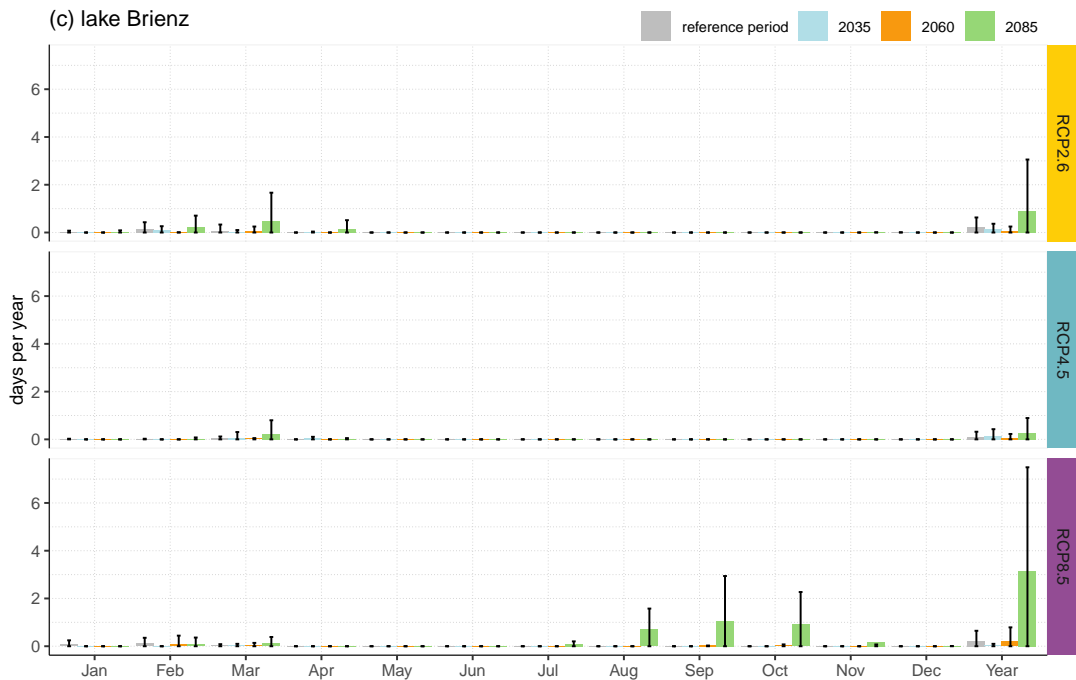 (c) lake Brienz
reference period 2035 2060 2085
days per year
6
4
2
0
RCP2.6
6
4
2
0
RCP4.5
6
4
2
0
RCP8.5
Jan Feb Mar Apr May Jun Jul Aug Sep Oct Nov Dec Year